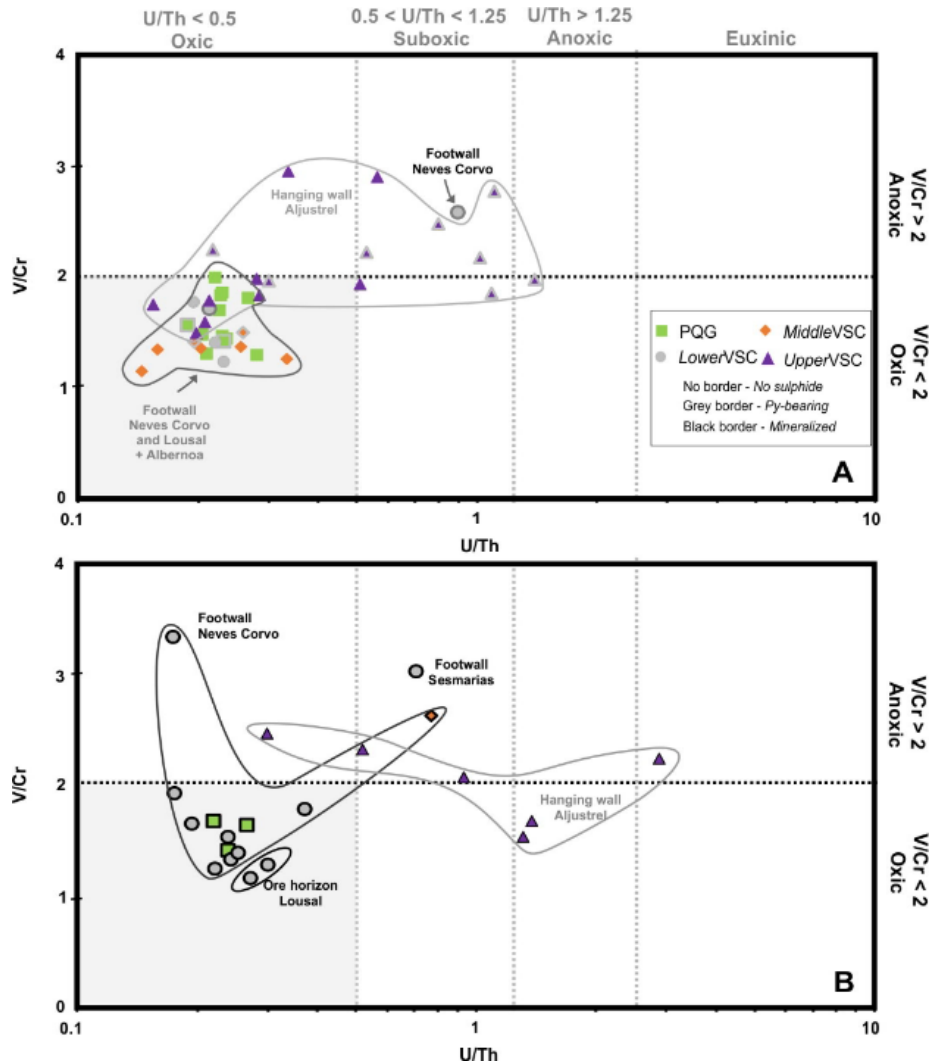 U/Th < 0.5
Oxic
0.5 < U/Th < 1.25
Suboxic
U/Th > 1.25
Anoxic
Euxinic
4
3
2
1
0
V/Cr
Footwall
Neves Corvo
Hanging wall
Aljustrel
Footwall
Neves Corvo
and Lousal
+ Albernoa
PQG
MiddleVSC
LowerVSC
UpperVSC
No border - No sulphide
Grey border - Py-bearing
Black border - Mineralized
A
V/Cr > 2
Anoxic
V/Cr < 2
Oxic
0.1
1
10
U/Th
4
3
2
1
0
V/Cr
Footwall
Neves Corvo
Footwall
Sesmarias
Hanging wall
Aljustrel
Ore horizon
Lousal
B
V/Cr > 2
Anoxic
V/Cr < 2
Oxic
0.1
1
10
U/Th